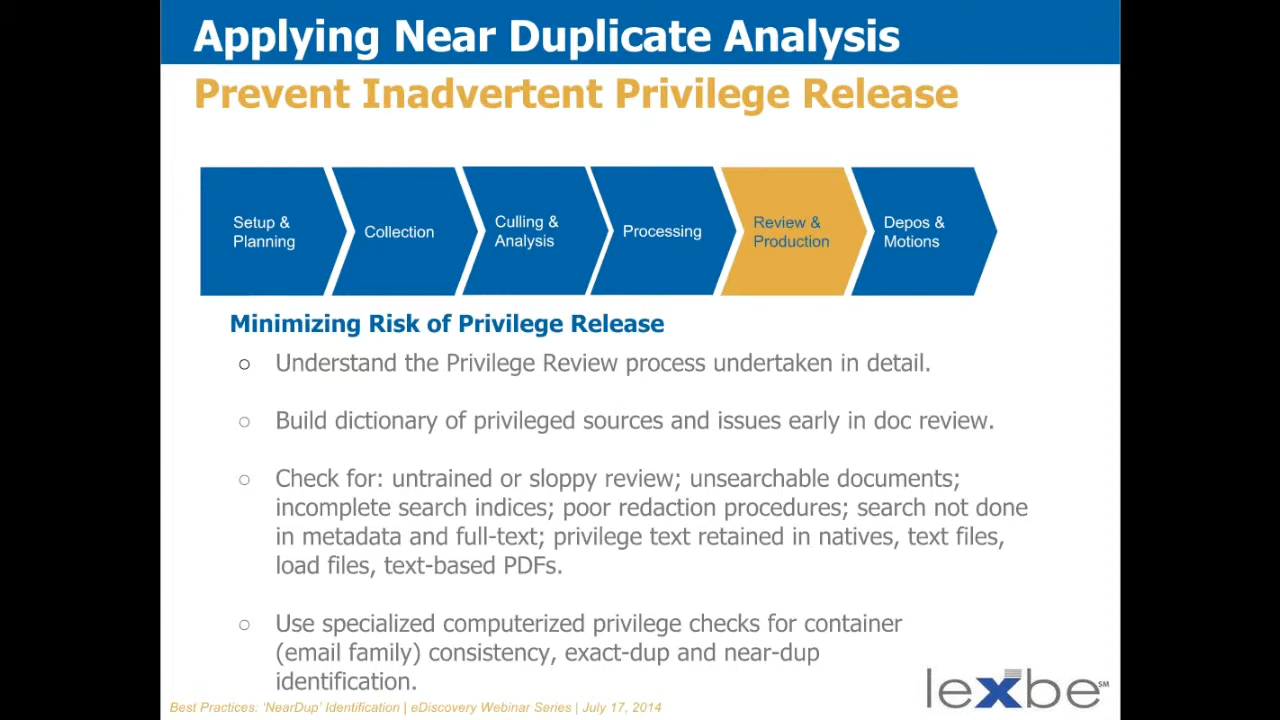 Applying Near Duplicate Analysis
Prevent Inadvertent Privilege Release
Setup &
Planning
Collection
Culling &
Analysis
Processing
Review &
Production
Depos &
Motions
Minimizing Risk of Privilege Release
○ Understand the Privilege Review process undertaken in detail.
○ Build dictionary of privileged sources and issues early in doc review.
○ Check for: untrained or sloppy review; unsearchable documents;
incomplete search indices; poor redaction procedures; search not done
in metadata and full-text; privilege text retained in natives, text files,
load files, text-based PDFs.
○ Use specialized computerized privilege checks for container
(email family) consistency, exact-dup and near-dup
identification.
lexbe℠
Best Practices: ‘NearDup’ Identification | eDiscovery Webinar Series | July 17, 2014